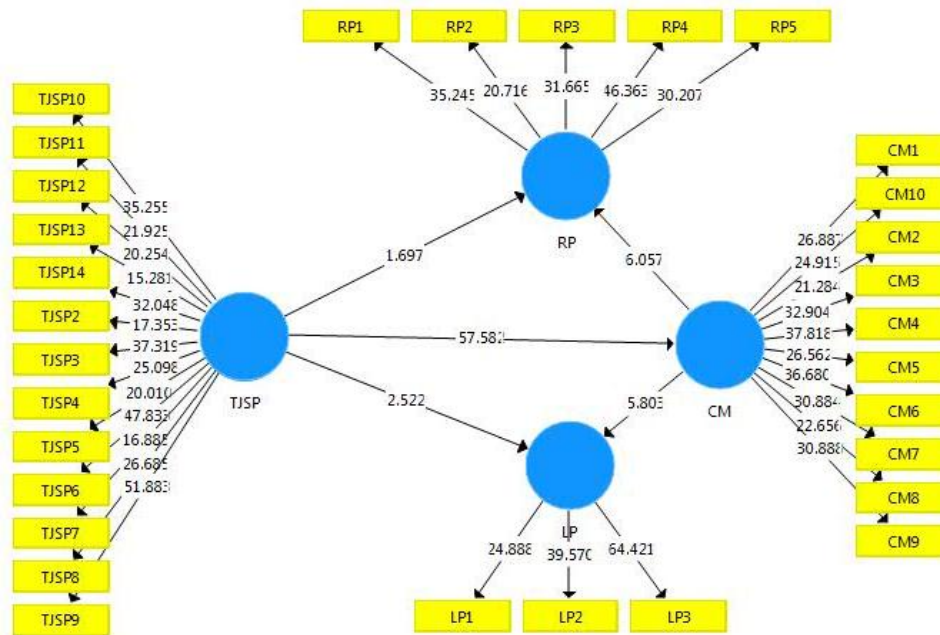 RP1 RP2 RP3 RP4 RP5
35.245 20.716 31.665 46.363 30.207
RP
TJSP10
TJSP11
TJSP12
TJSP13
TJSP14
TJSP2
TJSP3
TJSP4
TJSP5
TJSP6
TJSP7
TJSP8
TJSP9
35.255
21.925
20.254
15.281
32.048
17.353
37.319
25.098
20.010
47.833
16.885
26.685
51.883
TJSP
1.697
6.057
57.582
2.522
5.803
CM
26.887
24.915
21.284
32.904
37.818
26.562
36.680
30.884
22.656
30.888
CM1
CM10
CM2
CM3
CM4
CM5
CM6
CM7
CM8
CM9
LP
24.888 39.570 64.421
LP1 LP2 LP3